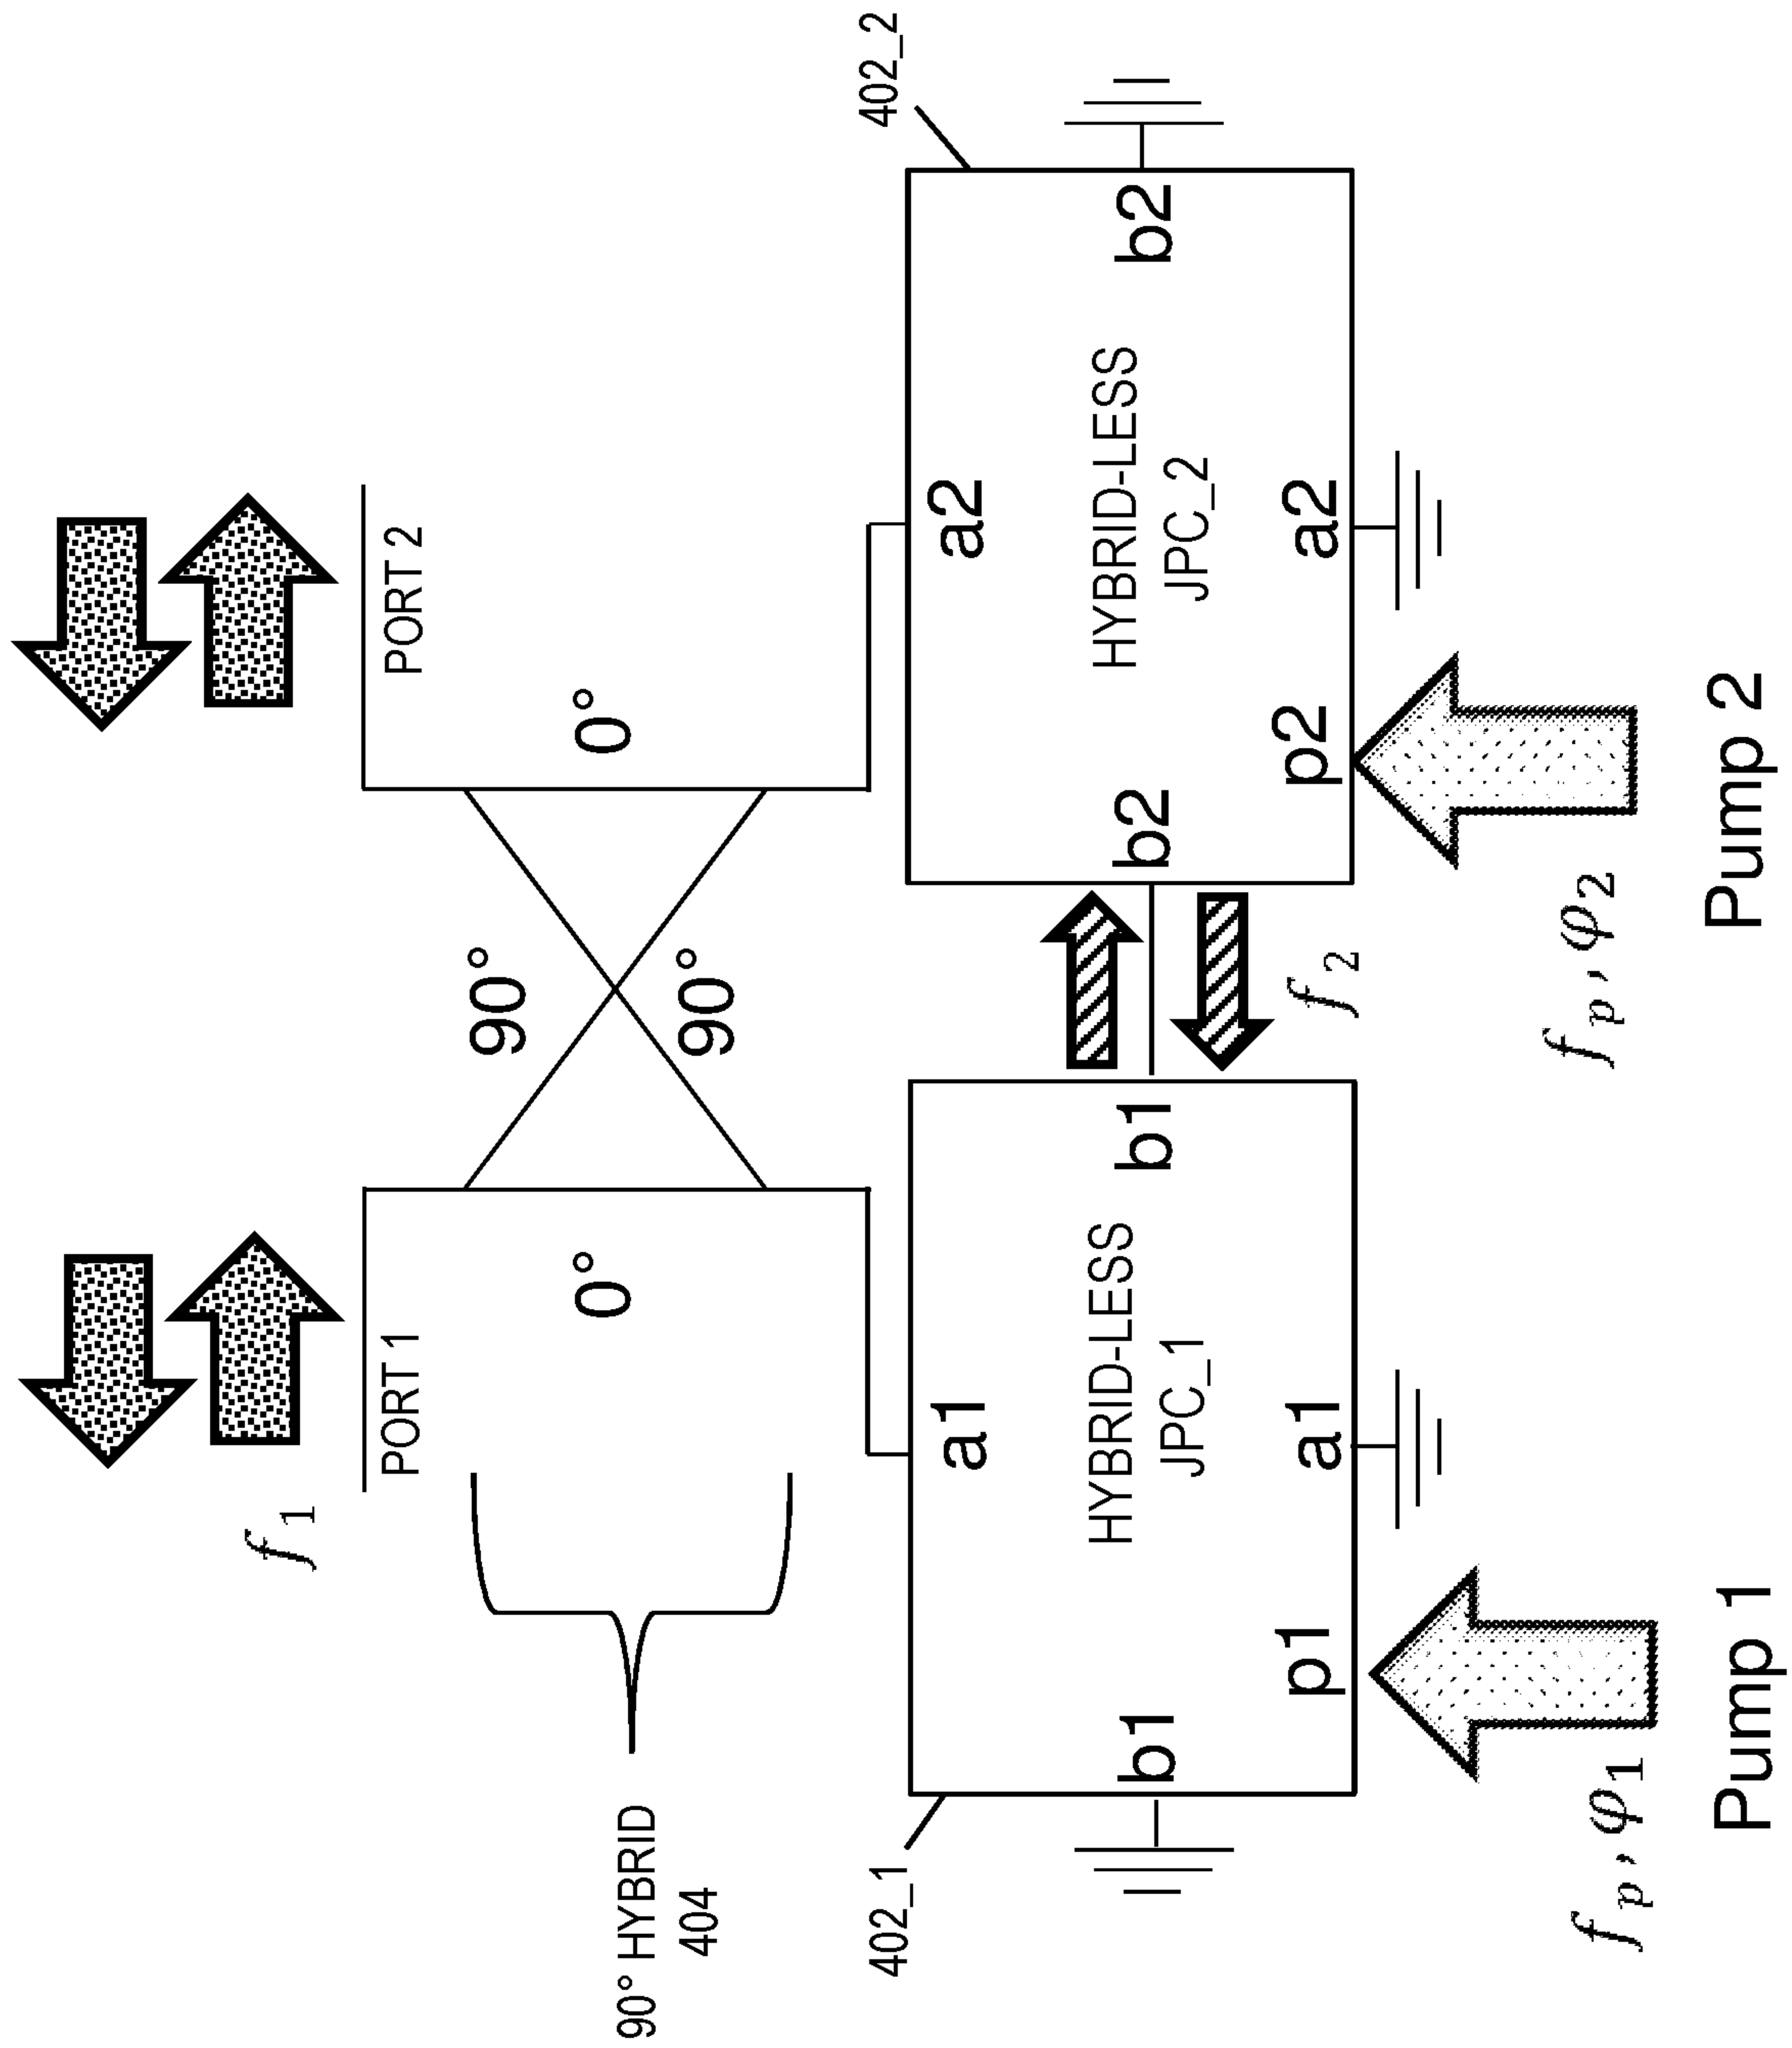 f₁
PORT 1
PORT 2
90°
0°
0°
90° HYBRID
404
90°
402_1
402_2
a1
a2
HYBRID-LESS
JPC_1
HYBRID-LESS
JPC_2
b1
b1
b2
b2
p1
a1
p2
a2
f₂
fₚ, φ₁
fₚ, φ₂
Pump 1
Pump 2